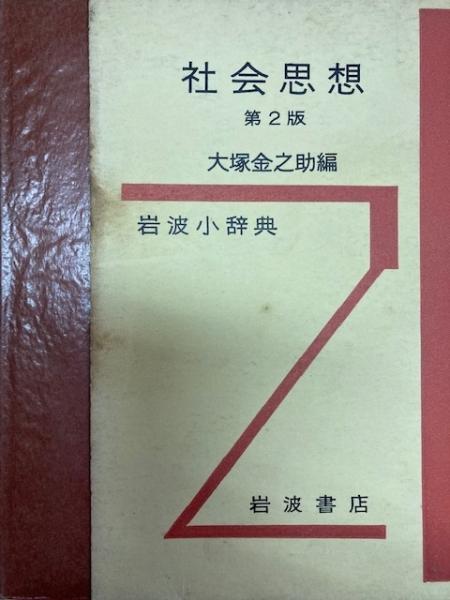 社会思想
第2版
大塚金之助編
岩波小辞典
岩波書店